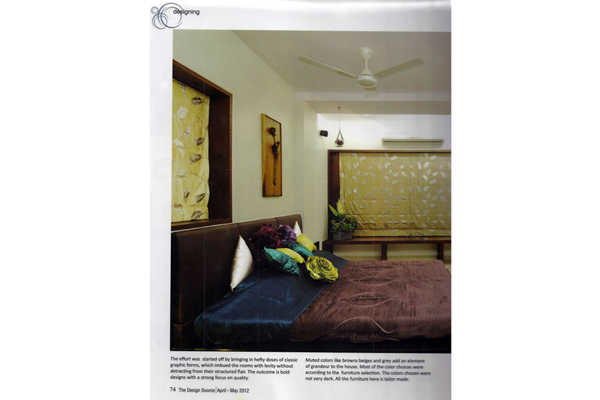 designing
The effort was started off by bringing in hefty doses of classic
graphic forms, which imbued the rooms with levity without
detracting from their structured flan. The outcome is bold
designs with a strong focus on quality.
Muted colors like browns beiges and grey add an element
of grandeur to the house. Most of the color choices were
according to the furniture selection. The colors chosen were
not very dark. All the furniture here is tailor made.
74 The Design Source April - May 2012